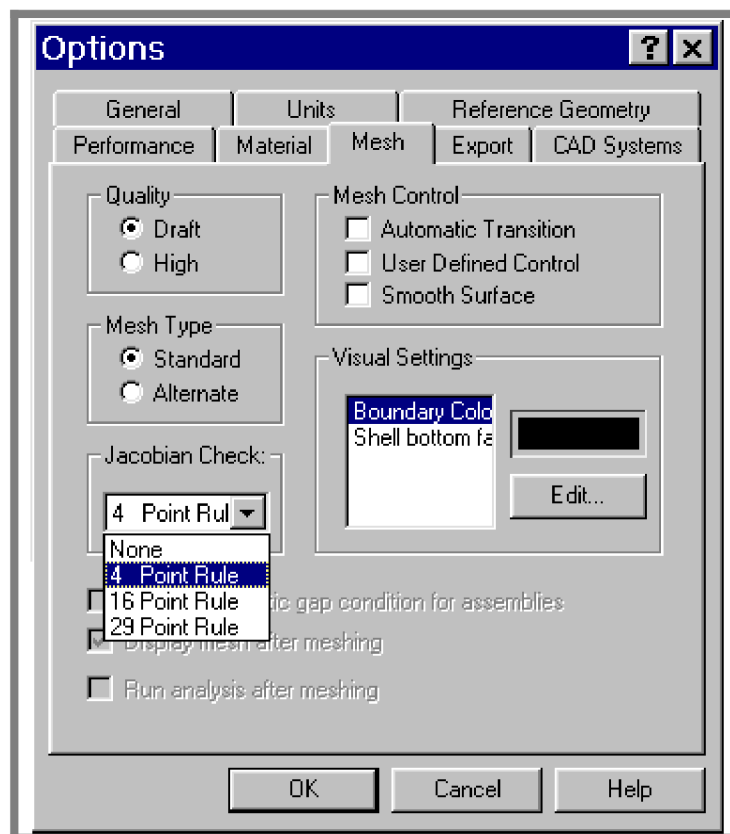 Options
? ×
General Units Reference Geometry
Performance Material Mesh Export CAD Systems
Quality
Draft
High
Mesh Control
Automatic Transition
User Defined Control
Smooth Surface
Mesh Type
Standard
Alternate
Visual Settings
Boundary Colo
Shell bottom fa
Edit...
Jacobian Check:
4 Point Rul
None
4 Point Rule
16 Point Rule
29 Point Rule
gap condition for assemblies
Display mesh after meshing
Run analysis after meshing
OK Cancel Help